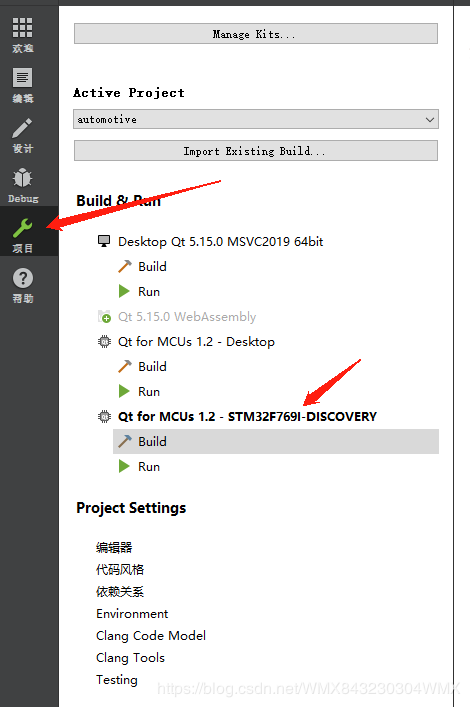 欢迎
编辑
设计
Debug
项目
帮助
Manage Kits...
Active Project
automotive
Import Existing Build...
Build & Run
Desktop Qt 5.15.0 MSVC2019 64bit
Build
Run
Qt 5.15.0 WebAssembly
Qt for MCUs 1.2 - Desktop
Build
Run
Qt for MCUs 1.2 - STM32F769I-DISCOVERY
Build
Run
Project Settings
编辑器
代码风格
依赖关系
Environment
Clang Code Model
Clang Tools
Testing
https://blog.csdn.net/WMX843230304WMX